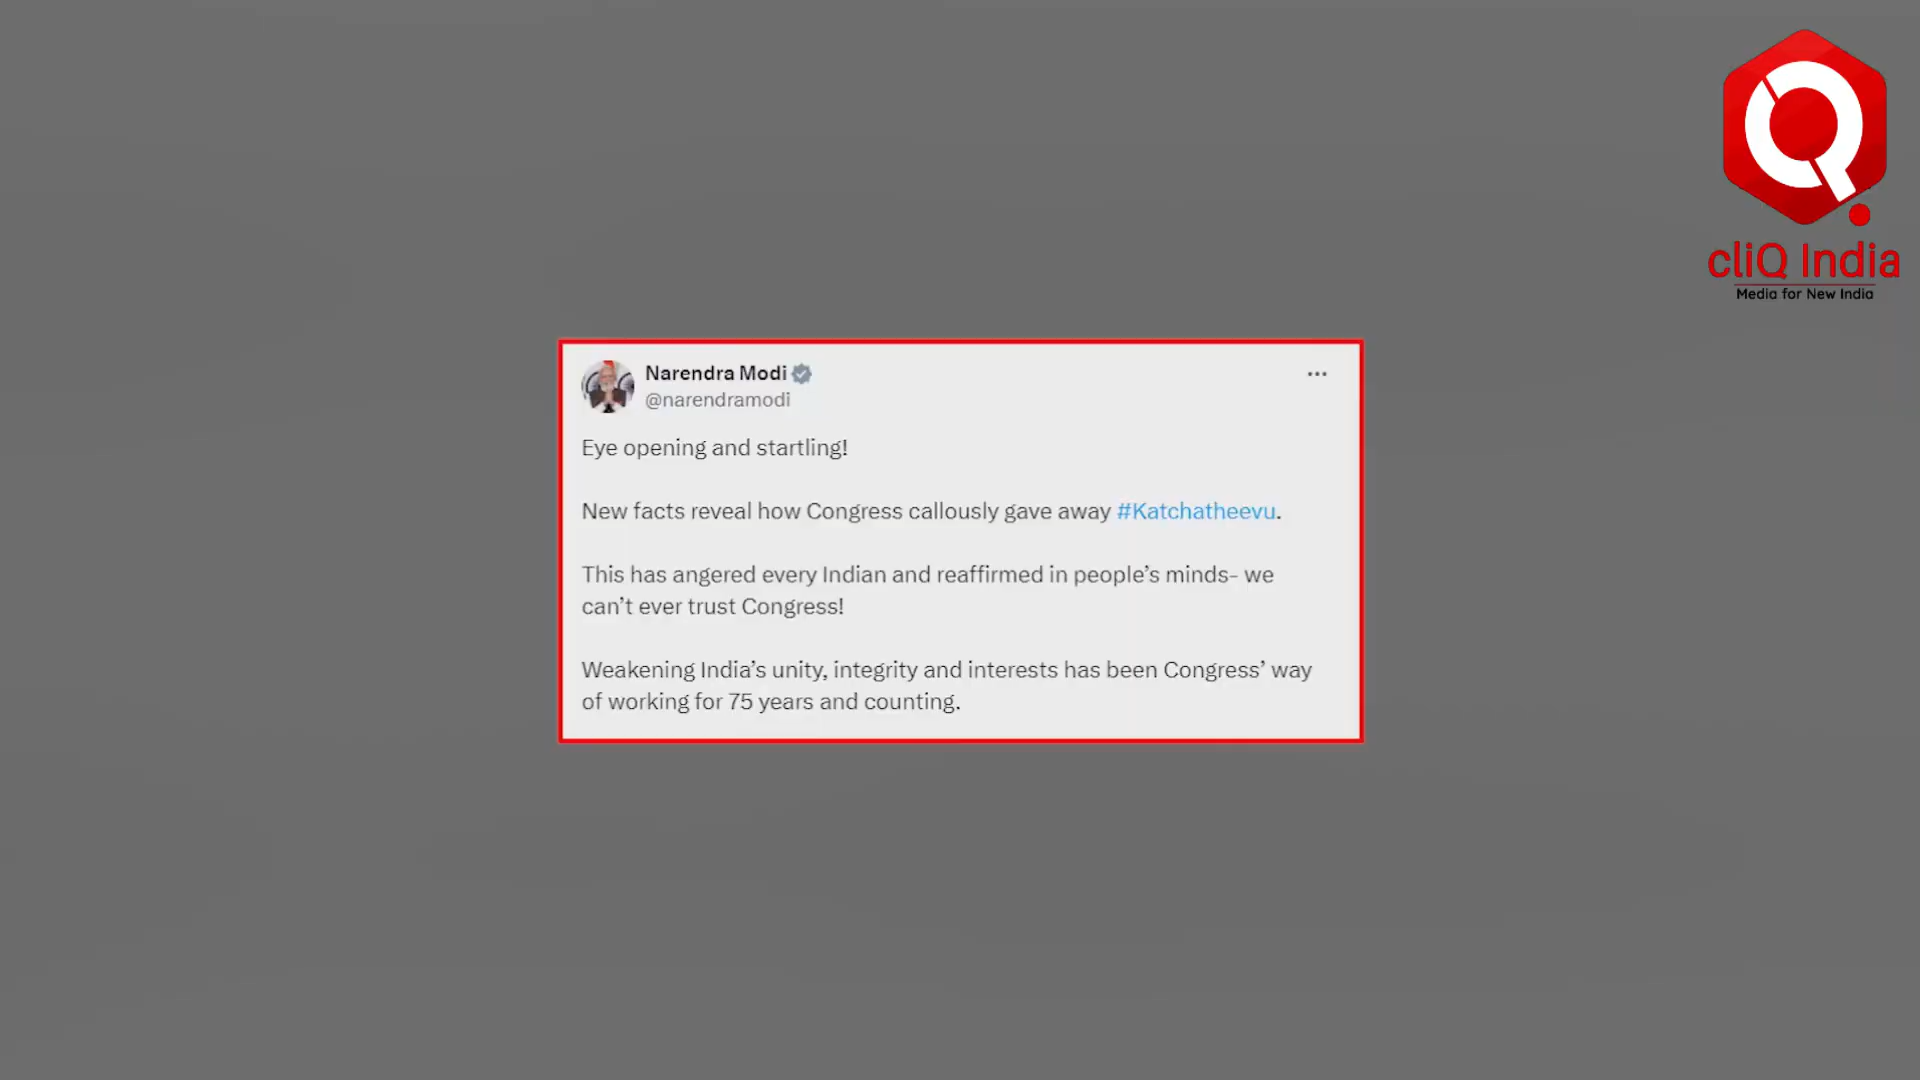 cliQ India
Media for New India
Narendra Modi
@narendramodi
Eye opening and startling!
New facts reveal how Congress callously gave away #Katchatheevu.
This has angered every Indian and reaffirmed in people’s minds- we
can’t ever trust Congress!
Weakening India’s unity, integrity and interests has been Congress’ way
of working for 75 years and counting.